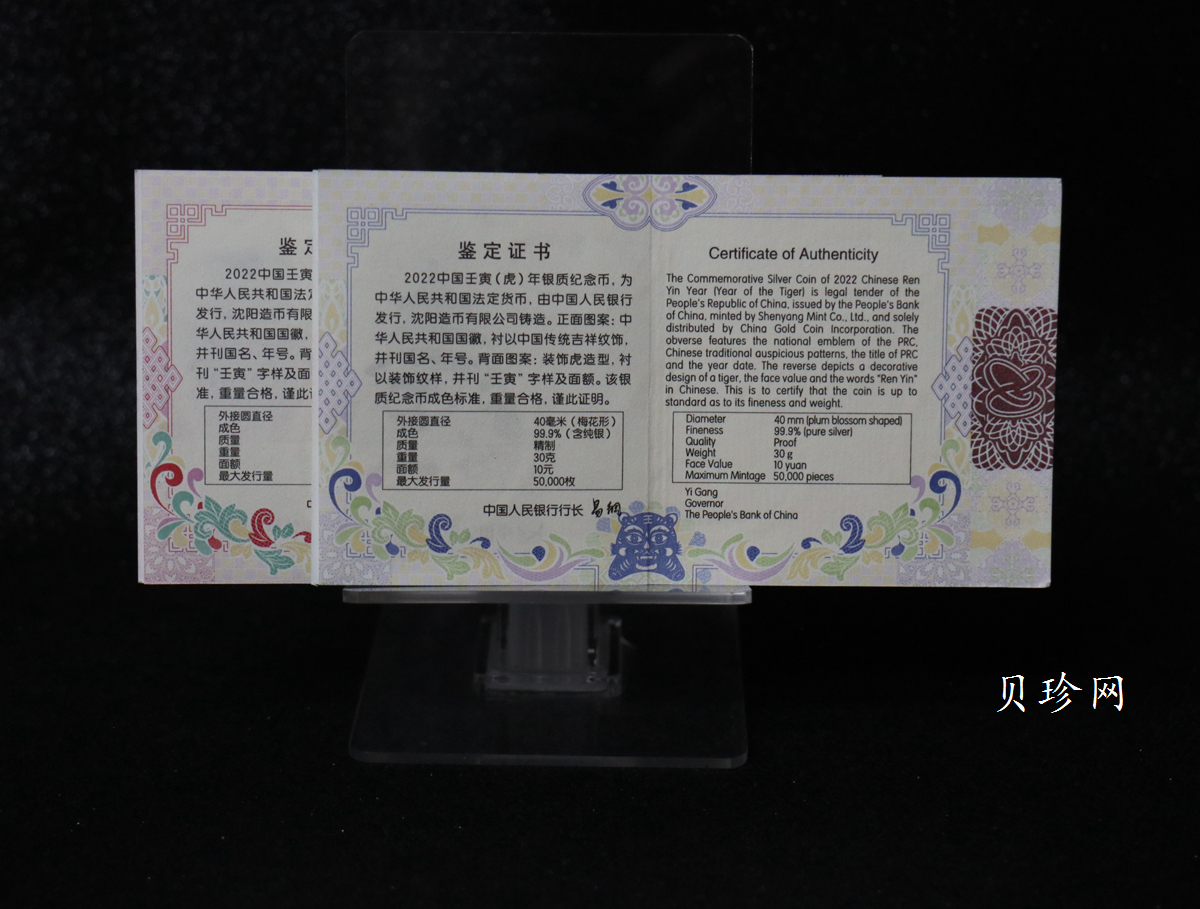 鉴定
2022中国壬寅
中华人民共和国法定
发行，沈阳造币有限
华人民共和国国徽，
并刊国名、年号。背
刊“壬寅”字样及面
准，重量合格，谨此
外接圆直径
成色
质量
重量
面额
最大发行量
鉴定证书
2022中国壬寅（虎）年银质纪念币，为
中华人民共和国法定货币，由中国人民银行
发行，沈阳造币有限公司铸造。正面图案：中
华人民共和国国徽，衬以中国传统吉祥纹饰，
并刊国名、年号。背面图案：装饰虎造型，衬
以装饰纹样，并刊“壬寅”字样及面额。该银
质纪念币成色标准，重量合格，谨此证明。
外接圆直径 40毫米（梅花形）
成色 99.9%（含纯银）
质量 精制
重量 30克
面额 10元
最大发行量 50,000枚
中国人民银行行长 易纲
Certificate of Authenticity
The Commemorative Silver Coin of 2022 Chinese Ren
Yin Year (Year of the Tiger) is legal tender of the
People's Republic of China, issued by the People's Bank
of China, minted by Shenyang Mint Co., Ltd., and solely
distributed by China Gold Coin Incorporation. The
obverse features the national emblem of the PRC,
Chinese traditional auspicious patterns, the title of PRC
and the year date. The reverse depicts a decorative
design of a tiger, the face value and the words “Ren Yin”
in Chinese. This is to certify that the coin is up to
standard as to its fineness and weight.
Diameter 40 mm (plum blossom shaped)
Fineness 99.9% (pure silver)
Quality Proof
Weight 30 g
Face Value 10 yuan
Maximum Mintage 50,000 pieces
Yi Gang
Governor
The People's Bank of China
贝珍网